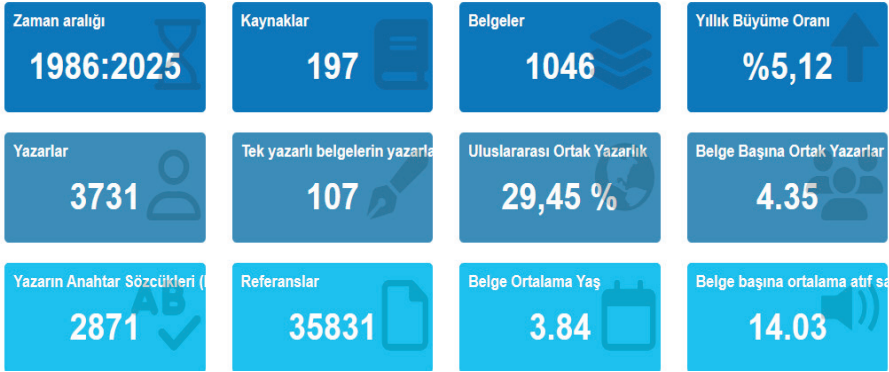 Zaman aralığı
1986:2025
Kaynaklar
197
Belgeler
1046
Yıllık Büyüme Oranı
%5,12
Yazarlar
3731
Tek yazarlı belgelerin yazarla
107
Uluslararası Ortak Yazarlık
29,45 %
Belge Başına Ortak Yazarlar
4.35
Yazarın Anahtar Sözcükleri (
2871
AB
Referanslar
35831
Belge Ortalama Yaş
3.84
Belge başına ortalama atıf sa
14.03